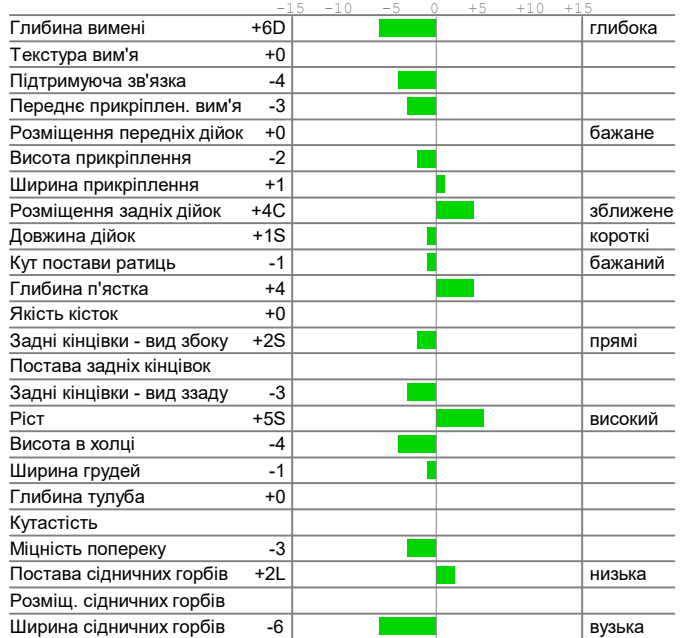 -15 -10 -5 0 +5 +10 +15
Глибина вимені +6D глибока
Текстура вим'я +0
Підтримуюча зв'язка -4
Переднє прикріплен. вим'я -3
Розміщення передніх дійок +0 бажане
Висота прикріплення -2
Ширина прикріплення +1
Розміщення задніх дійок +4C зближене
Довжина дійок +1S короткі
Кут постави ратиць -1 бажаний
Глибина п'ястка +4
Якість кісток +0
Задні кінцівки - вид збоку +2S прямі
Постава задніх кінцівок
Задні кінцівки - вид ззаду -3
Ріст +5S високий
Висота в холці -4
Ширина грудей -1
Глибина тулуба +0
Кутастість
Міцність попереку -3
Постава сідничних горбів +2L низька
Розміщ. сідничних горбів
Ширина сідничних горбів -6 вузька